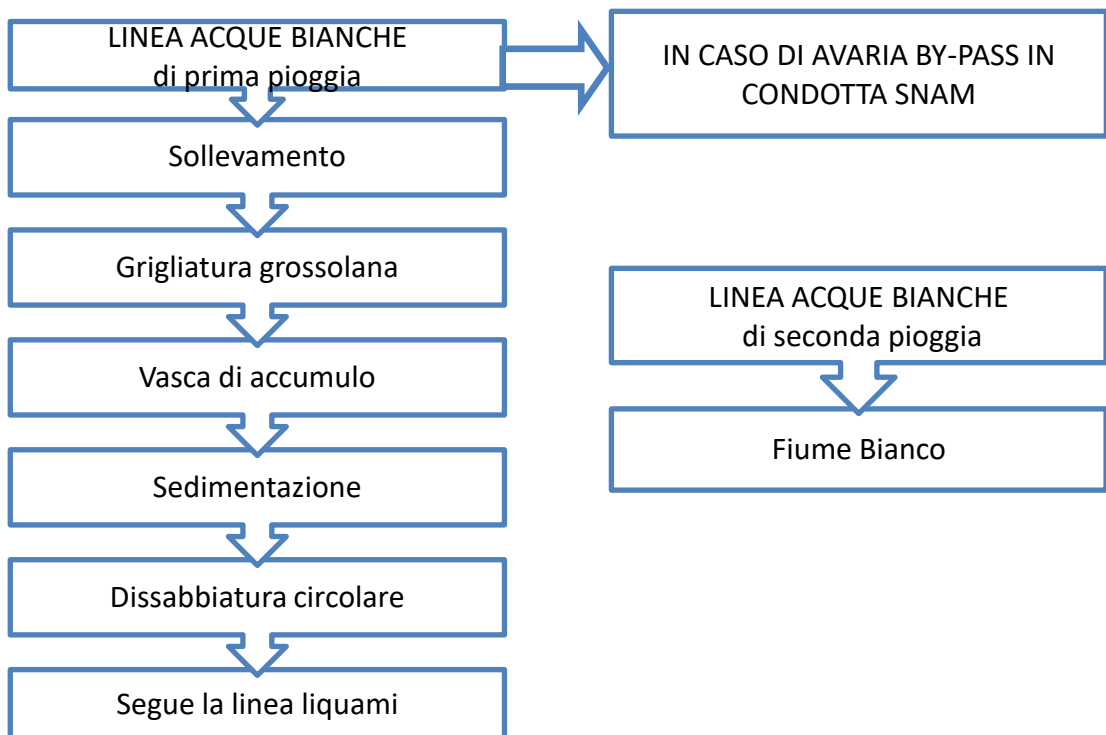 LINEA ACQUE BIANCHE
di prima pioggia
IN CASO DI AVARIA BY-PASS IN
CONDOTTA SNAM
Sollevamento
Grigliatura grossolana
Vasca di accumulo
Sedimentazione
Dissabbiatura circolare
Segue la linea liquami
LINEA ACQUE BIANCHE
di seconda pioggia
Fiume Bianco